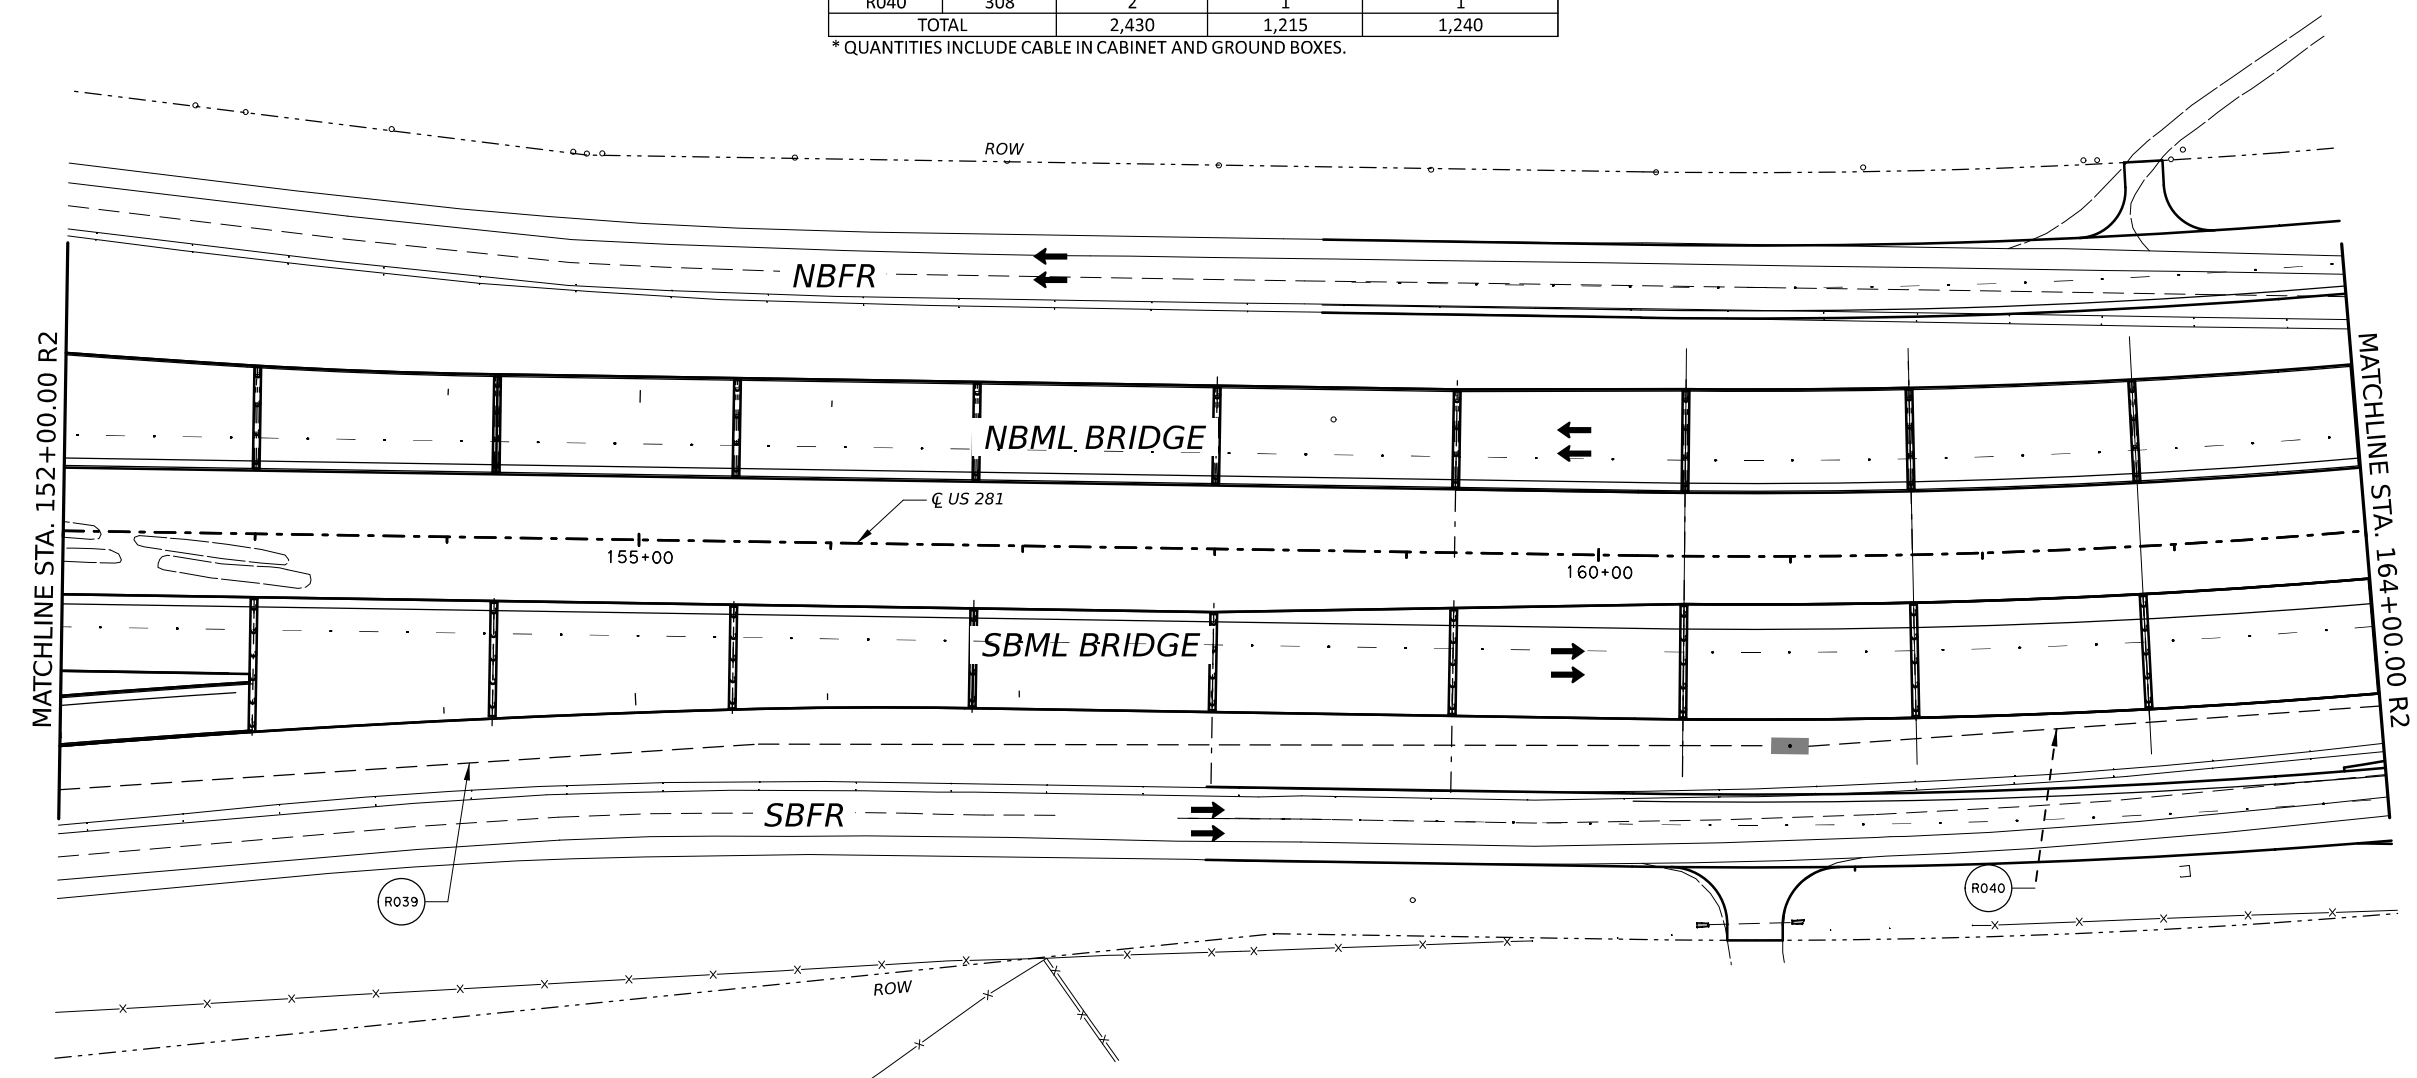 R040 308 2 1 1
TOTAL 2,430 1,215 1,240
* QUANTITIES INCLUDE CABLE IN CABINET AND GROUND BOXES.
ROW
NBFR
MATCHLINE STA. 152+00.00 R2
MATCHLINE STA. 164+00.00 R2
NBML BRIDGE
℄ US 281
155+00
160+00
SBML BRIDGE
SBFR
R039
R040
ROW